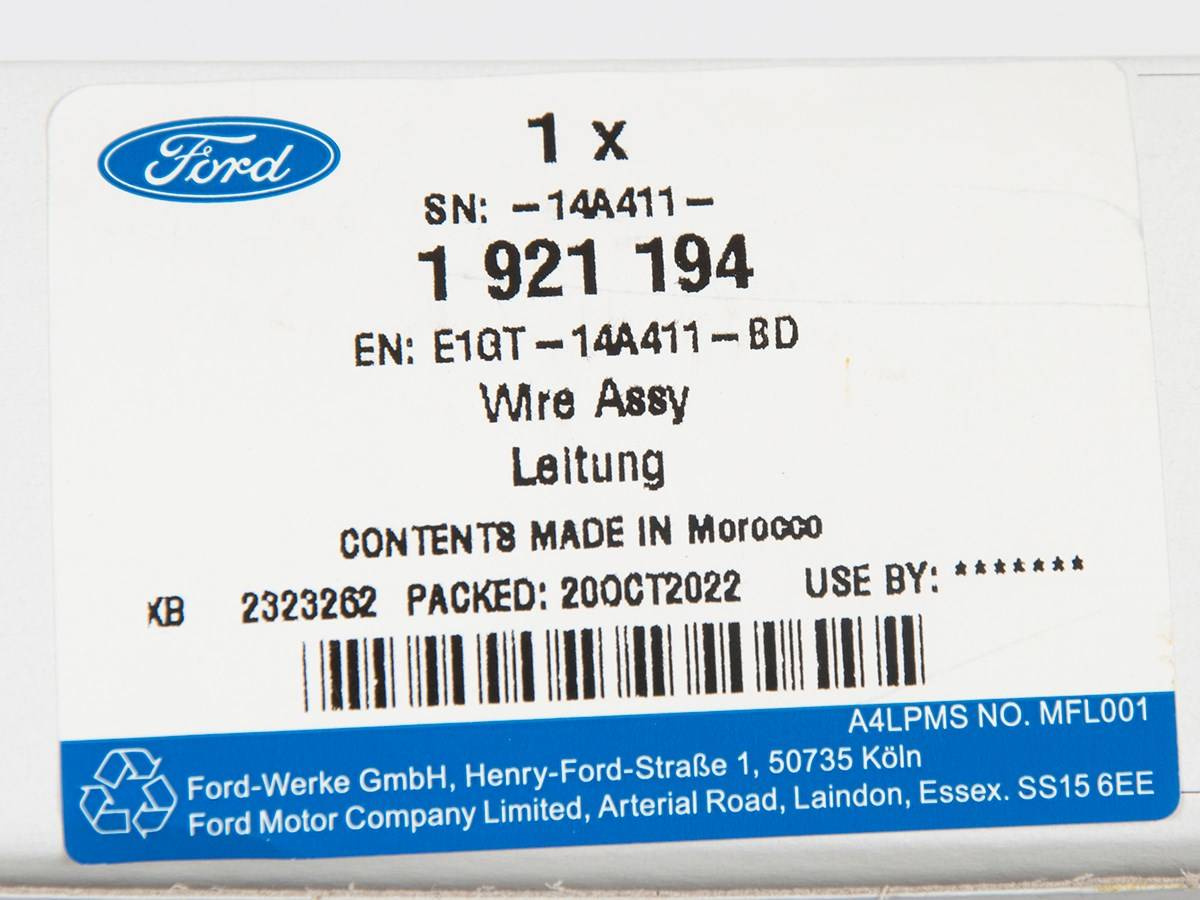 Ford
1 x
SN: -14A411-
1 921 194
EN: E1GT-14A411-BD
Wire Assy
Leitung
CONTENTS MADE IN Morocco
XB 2323262 PACKED: 20OCT2022 USE BY: *******
A4LPMS NO. MFL001
Ford-Werke GmbH, Henry-Ford-Straße 1, 50735 Köln
Ford Motor Company Limited, Arterial Road, Laindon, Essex. SS15 6EE